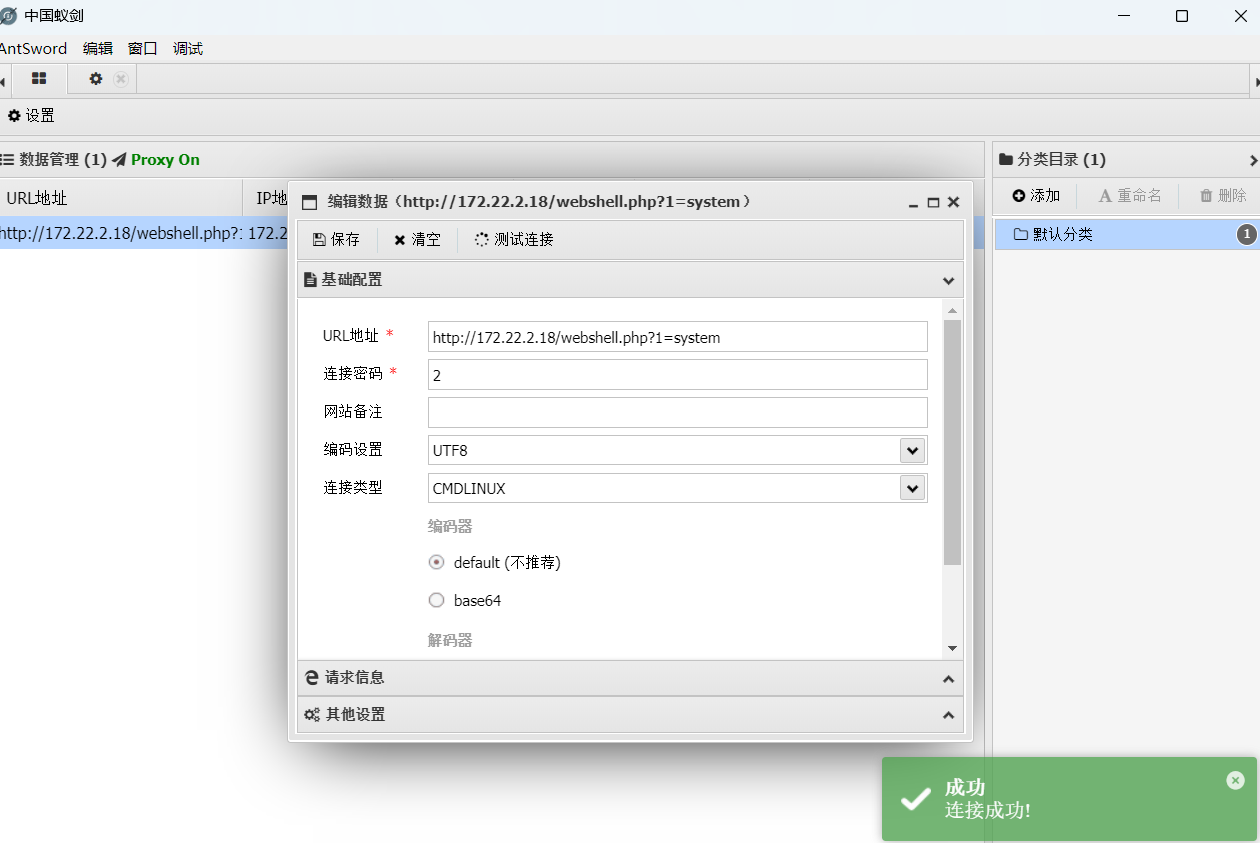 中国蚁剑
AntSword 编辑 窗口 调试
设置
数据管理 (1) Proxy On
分类目录 (1)
URL地址 IP地
添加 重命名 删除
http://172.22.2.18/webshell.php?: 172.2
默认分类 1
编辑数据（http://172.22.2.18/webshell.php?1=system）
保存 清空 测试连接
基础配置
URL地址 * http://172.22.2.18/webshell.php?1=system
连接密码 * 2
网站备注
编码设置 UTF8
连接类型 CMDLINUX
编码器
default (不推荐)
base64
解码器
请求信息
其他设置
成功
连接成功!